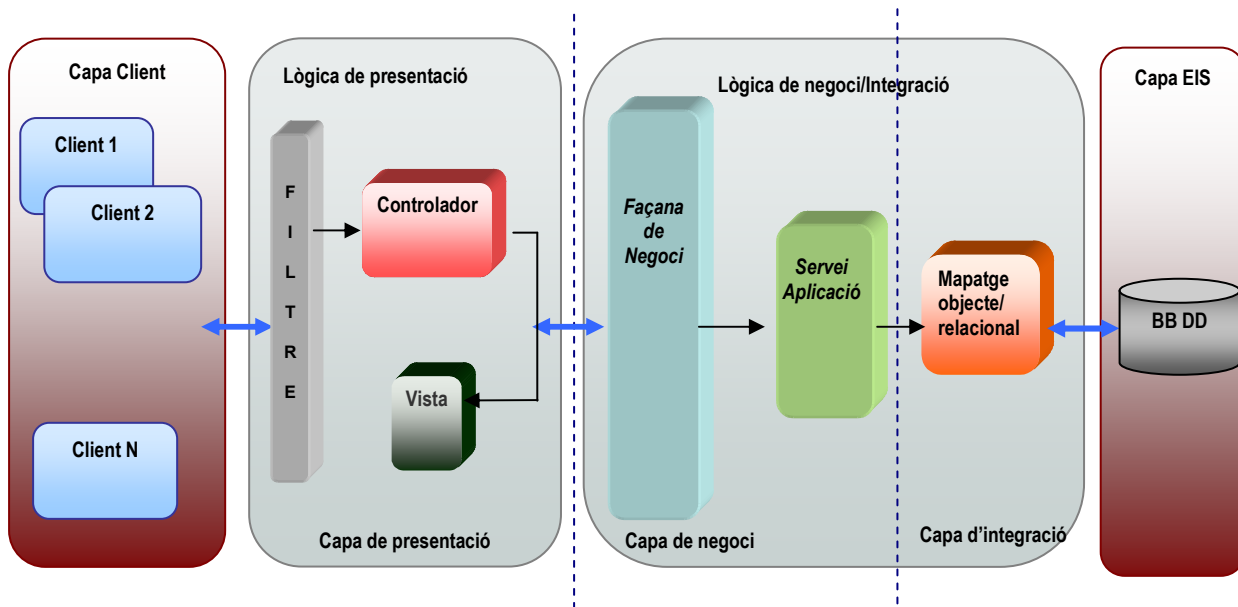 Capa Client
Client 1
Client 2
Client N
Lògica de presentació
F
I
L
T
R
E
Controlador
Vista
Capa de presentació
Lògica de negoci/Integració
Façana
de
Negoci
Servei
Aplicació
Mapatge
objecte/
relacional
Capa de negoci
Capa d’integració
Capa EIS
BB DD